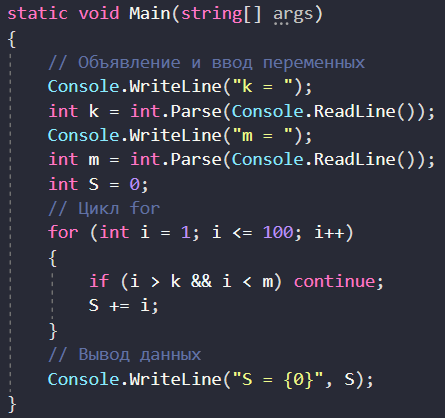 static void Main(string[] args)
{
// Объявление и ввод переменных
Console.WriteLine("k = ");
int k = int.Parse(Console.ReadLine());
Console.WriteLine("m = ");
int m = int.Parse(Console.ReadLine());
int S = 0;
// Цикл for
for (int i = 1; i <= 100; i++)
{
if (i > k && i < m) continue;
S += i;
}
// Вывод данных
Console.WriteLine("S = {0}", S);
}